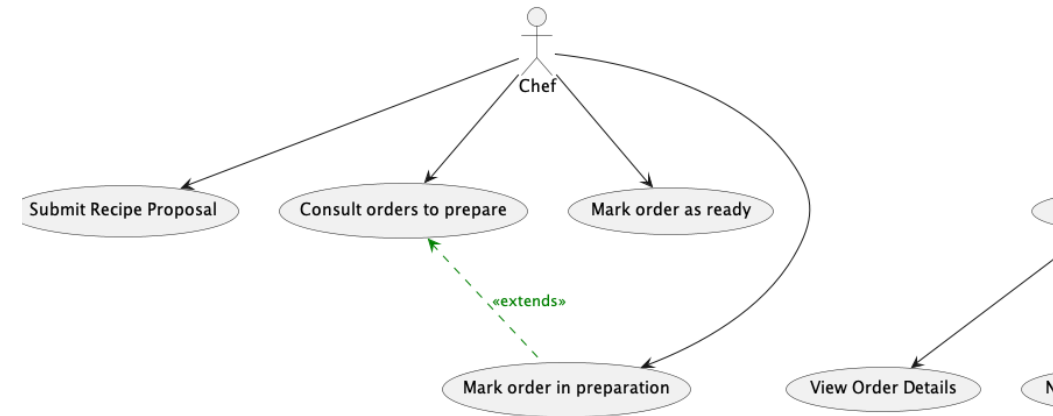 Chef
Submit Recipe Proposal
Consult orders to prepare
Mark order as ready
«extends»
Mark order in preparation
View Order Details
N